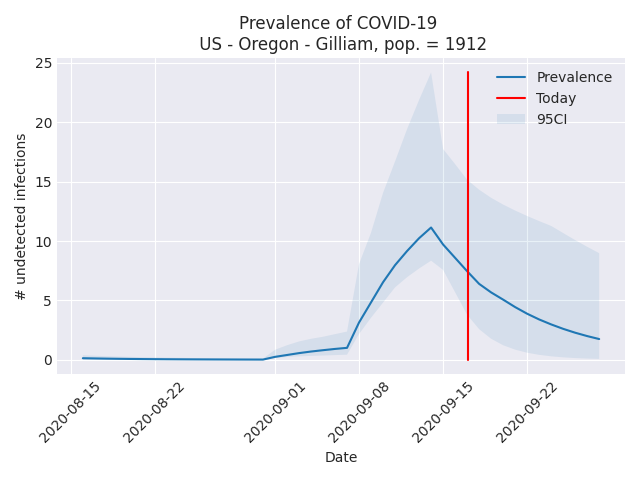 Prevalence of COVID-19
US - Oregon - Gilliam, pop. = 1912
# undetected infections
25
20
15
10
5
0
Prevalence
Today
95CI
2020-08-15
2020-08-22
2020-09-01
2020-09-08
2020-09-15
2020-09-22
Date